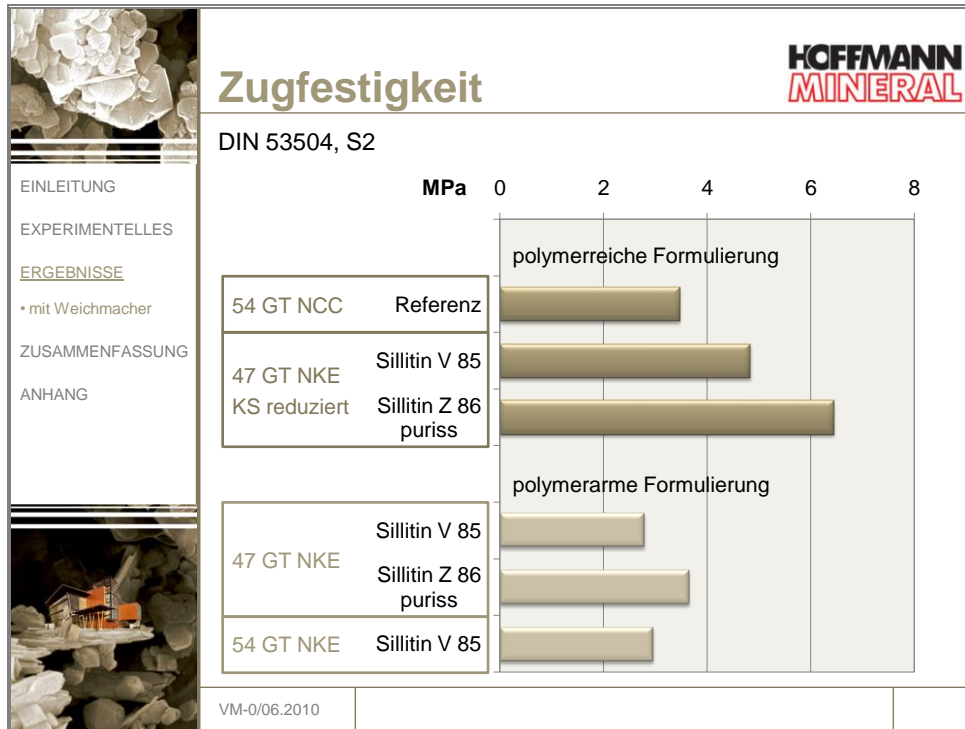 HOFFMANN
MINERAL
Zugfestigkeit
DIN 53504, S2
EINLEITUNG
EXPERIMENTELLES
ERGEBNISSE
• mit Weichmacher
ZUSAMMENFASSUNG
ANHANG
MPa 0 2 4 6 8
polymerreiche Formulierung
54 GT NCC Referenz
47 GT NKE
KS reduziert
Sillitin V 85
Sillitin Z 86
puriss
polymerarme Formulierung
47 GT NKE
Sillitin V 85
Sillitin Z 86
puriss
54 GT NKE Sillitin V 85
VM-0/06.2010